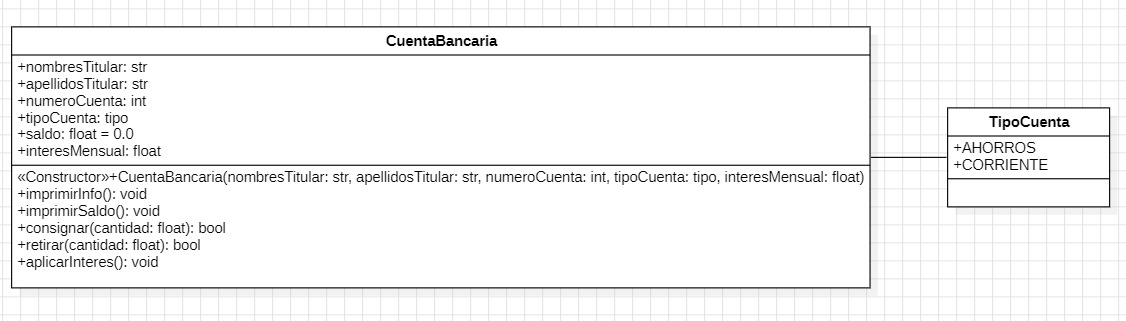 CuentaBancaria
+nombresTitular: str
+apellidosTitular: str
+numeroCuenta: int
+tipoCuenta: tipo
+saldo: float = 0.0
+interesMensual: float
«Constructor»+CuentaBancaria(nombresTitular: str, apellidosTitular: str, numeroCuenta: int, tipoCuenta: tipo, interesMensual: float)
+imprimirInfo(): void
+imprimirSaldo(): void
+consignar(cantidad: float): bool
+retirar(cantidad: float): bool
+aplicarInteres(): void
TipoCuenta
+AHORROS
+CORRIENTE